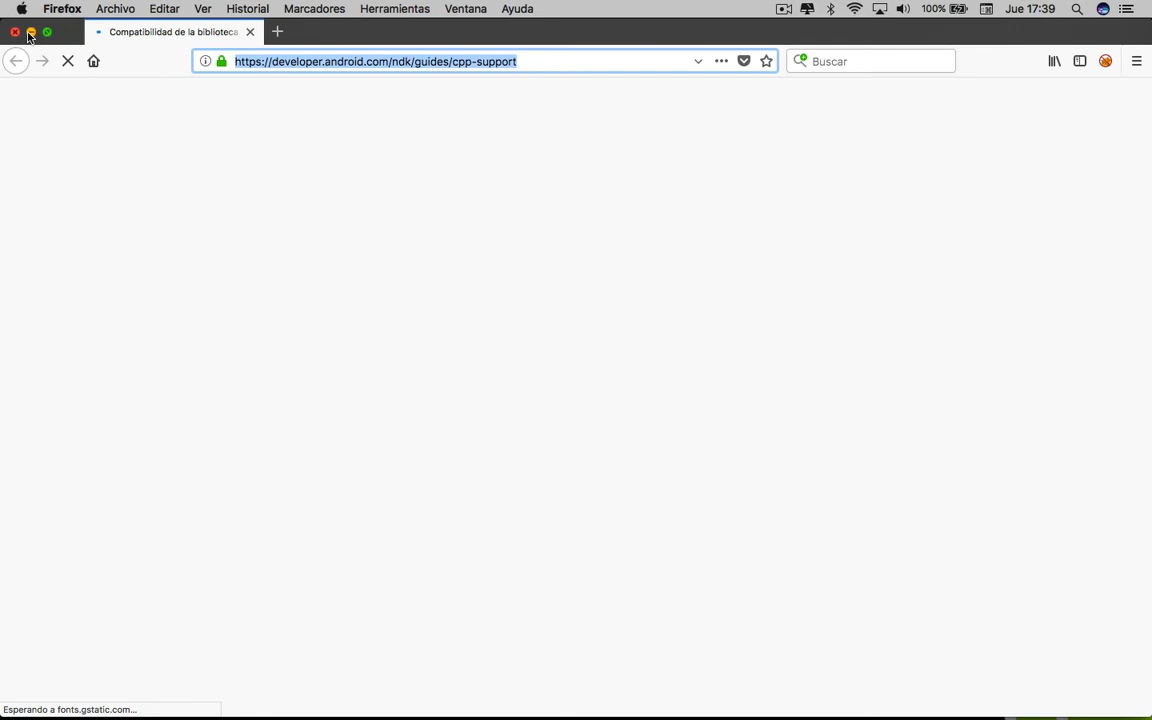 Firefox Archivo Editar Ver Historial Marcadores Herramientas Ventana Ayuda 100% Jue 17:39
Compatibilidad de la biblioteca
https://developer.android.com/ndk/guides/cpp-support
Buscar
Esperando a fonts.gstatic.com...